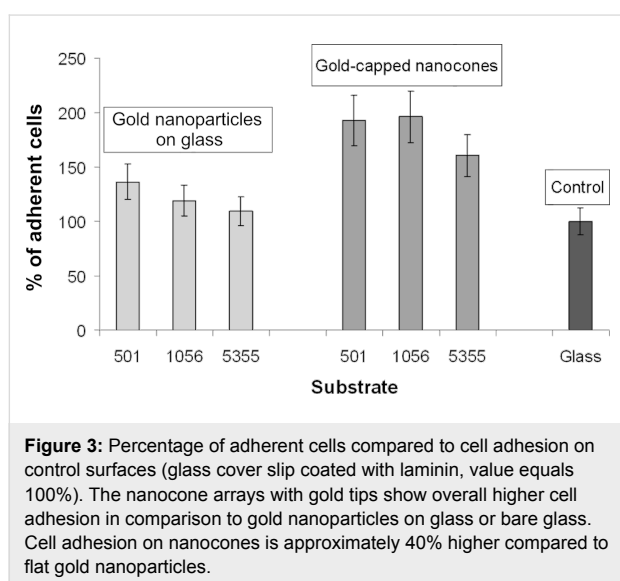 250
200
150
100
50
0
% of adherent cells
Gold nanoparticles
on glass
Gold-capped nanocones
Control
501 1056 5355 501 1056 5355 Glass
Substrate
Figure 3: Percentage of adherent cells compared to cell adhesion on
control surfaces (glass cover slip coated with laminin, value equals
100%). The nanocone arrays with gold tips show overall higher cell
adhesion in comparison to gold nanoparticles on glass or bare glass.
Cell adhesion on nanocones is approximately 40% higher compared to
flat gold nanoparticles.